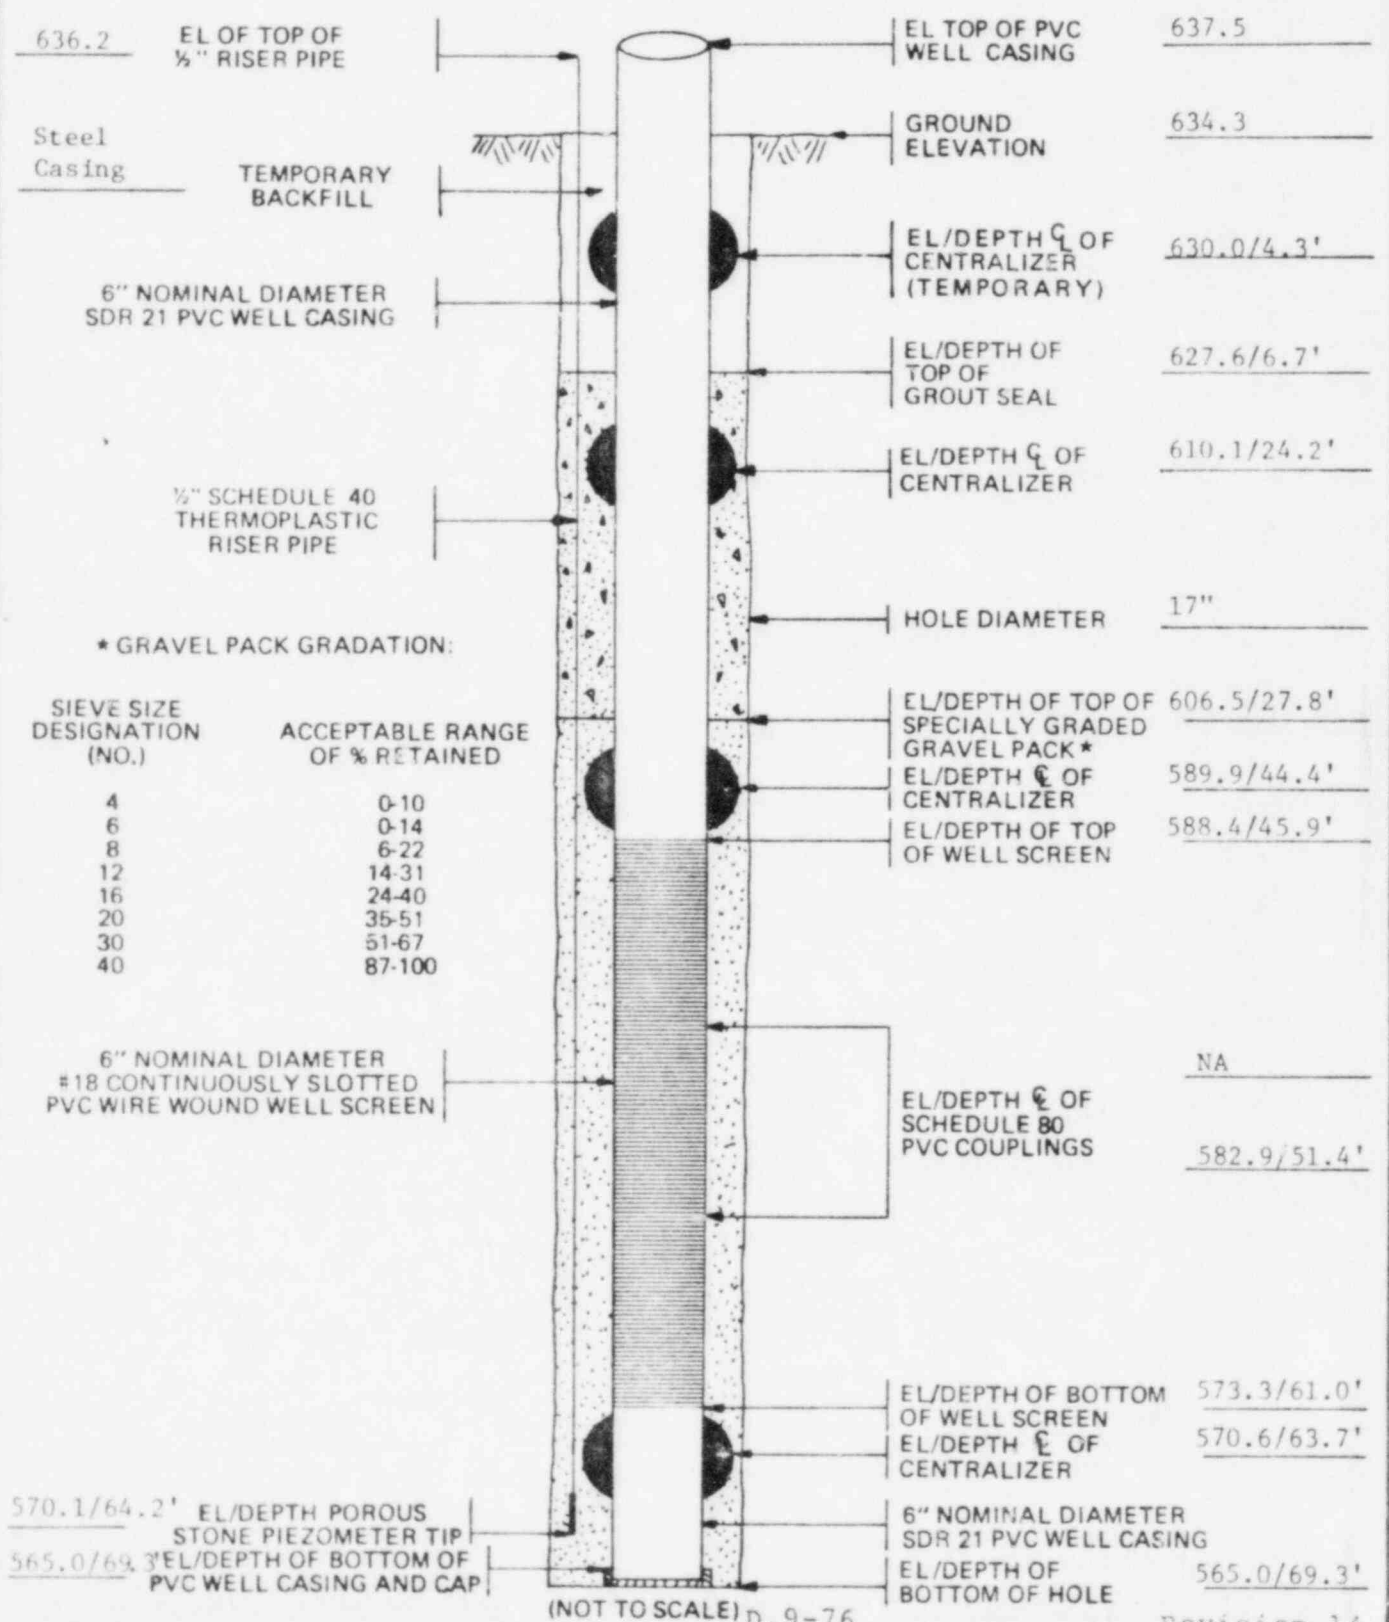 636.2
EL OF TOP OF
½" RISER PIPE
EL TOP OF PVC
WELL CASING
637.5
Steel
Casing
TEMPORARY
BACKFILL
GROUND
ELEVATION
634.3
EL/DEPTH ℄ OF
CENTRALIZER
(TEMPORARY)
630.0/4.3'
6" NOMINAL DIAMETER
SDR 21 PVC WELL CASING
EL/DEPTH OF
TOP OF
GROUT SEAL
627.6/6.7'
EL/DEPTH ℄ OF
CENTRALIZER
610.1/24.2'
½" SCHEDULE 40
THERMOPLASTIC
RISER PIPE
HOLE DIAMETER
17"
* GRAVEL PACK GRADATION:
SIEVE SIZE
DESIGNATION
(NO.)
ACCEPTABLE RANGE
OF % RETAINED
4 0-10
6 0-14
8 6-22
12 14-31
16 24-40
20 35-51
30 51-67
40 87-100
EL/DEPTH OF TOP OF
SPECIALLY GRADED
GRAVEL PACK *
606.5/27.8'
EL/DEPTH ℄ OF
CENTRALIZER
589.9/44.4'
EL/DEPTH OF TOP
OF WELL SCREEN
588.4/45.9'
6" NOMINAL DIAMETER
#18 CONTINUOUSLY SLOTTED
PVC WIRE WOUND WELL SCREEN
EL/DEPTH ℄ OF
SCHEDULE 80
PVC COUPLINGS
NA
582.9/51.4'
EL/DEPTH OF BOTTOM
OF WELL SCREEN
573.3/61.0'
EL/DEPTH ℄ OF
CENTRALIZER
570.6/63.7'
570.1/64.2'
EL/DEPTH POROUS
STONE PIEZOMETER TIP
6" NOMINAL DIAMETER
SDR 21 PVC WELL CASING
565.0/69.3'
EL/DEPTH OF BOTTOM OF
PVC WELL CASING AND CAP
EL/DEPTH OF
BOTTOM OF HOLE
565.0/69.3'
(NOT TO SCALE)
9-76